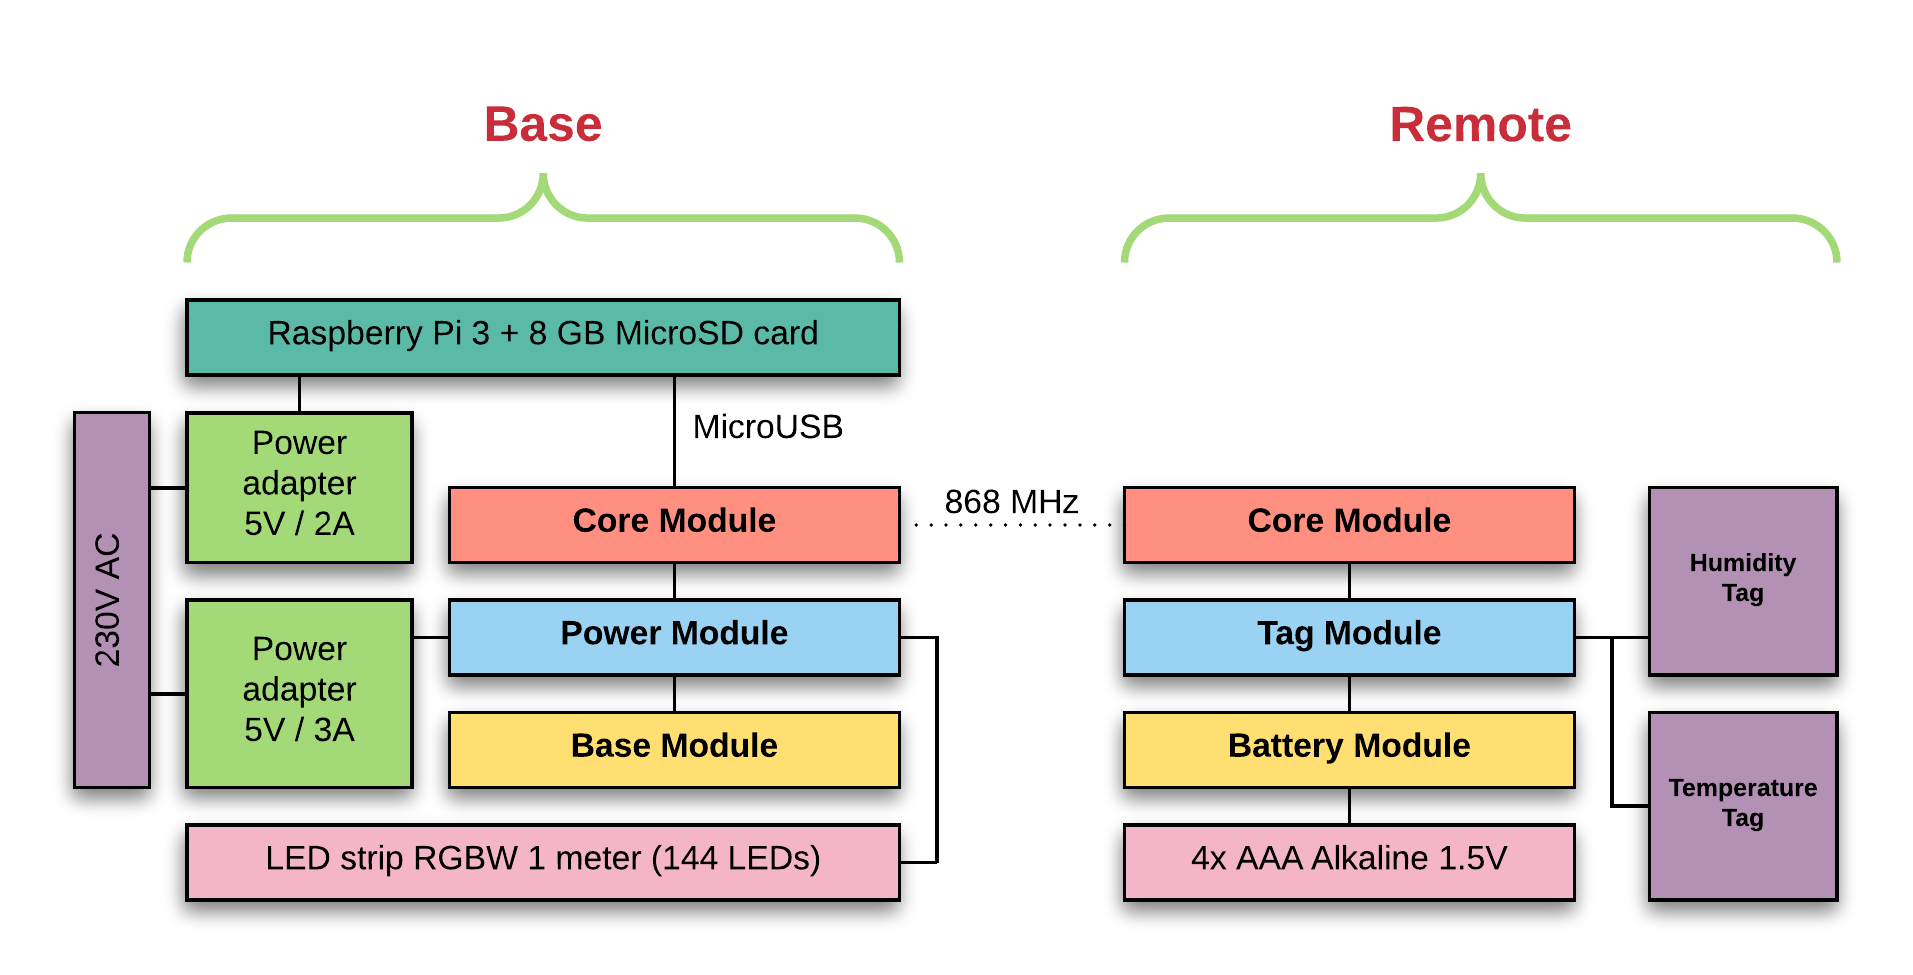 Base
Remote
Raspberry Pi 3 + 8 GB MicroSD card
230V AC
Power
adapter
5V / 2A
MicroUSB
Core Module
868 MHz
Core Module
Humidity
Tag
Power
adapter
5V / 3A
Power Module
Tag Module
Base Module
Battery Module
Temperature
Tag
LED strip RGBW 1 meter (144 LEDs)
4x AAA Alkaline 1.5V